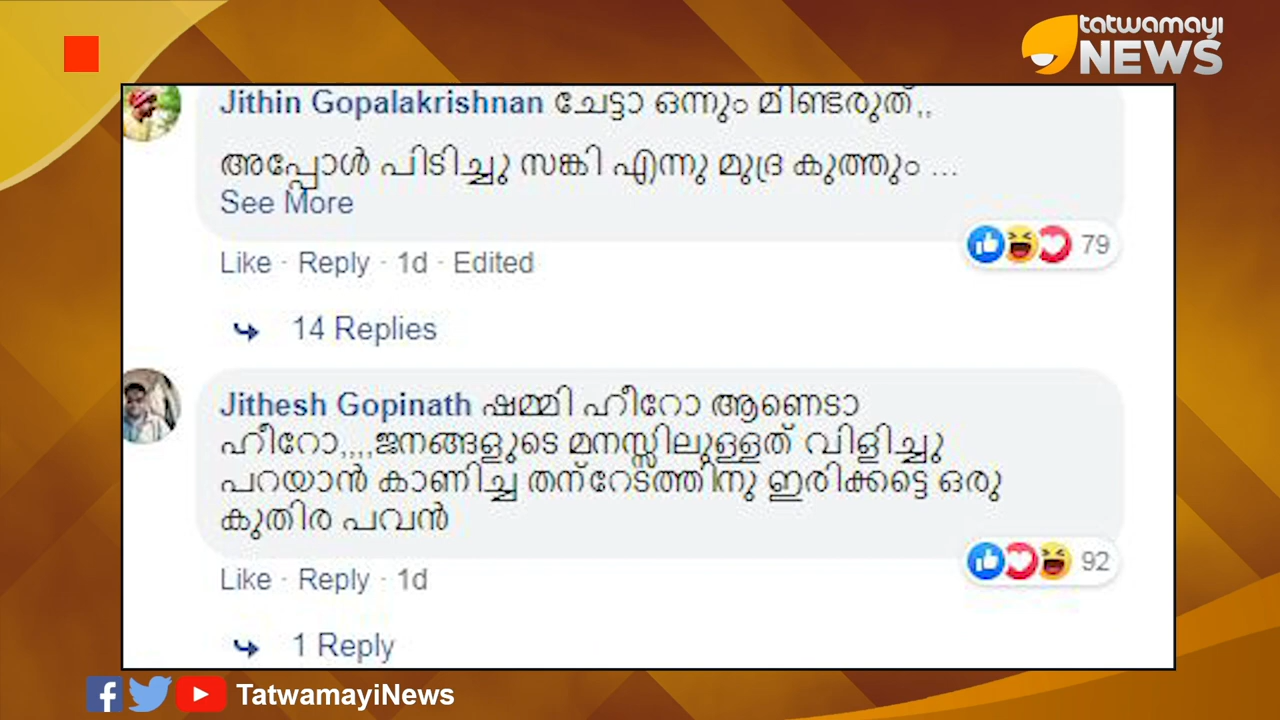 tatwamayi
NEWS
Jithin Gopalakrishnan ചേട്ടാ ഒന്നും മിണ്ടരുത്,,
അപ്പോൾ പിടിച്ചു സങ്കി എന്നു മുദ്ര കുത്തും ...
See More
79
Like · Reply · 1d · Edited
14 Replies
Jithesh Gopinath ഷമ്മി ഹീറോ ആണെടാ
ഹീറോ,,,,ജനങ്ങളുടെ മനസ്സിലുള്ളത് വിളിച്ചു
പറയാൻ കാണിച്ച തന്റേടത്തിനു ഇരിക്കട്ടെ ഒരു
കുതിര പവൻ
92
Like · Reply · 1d
1 Reply
TatwamayiNews